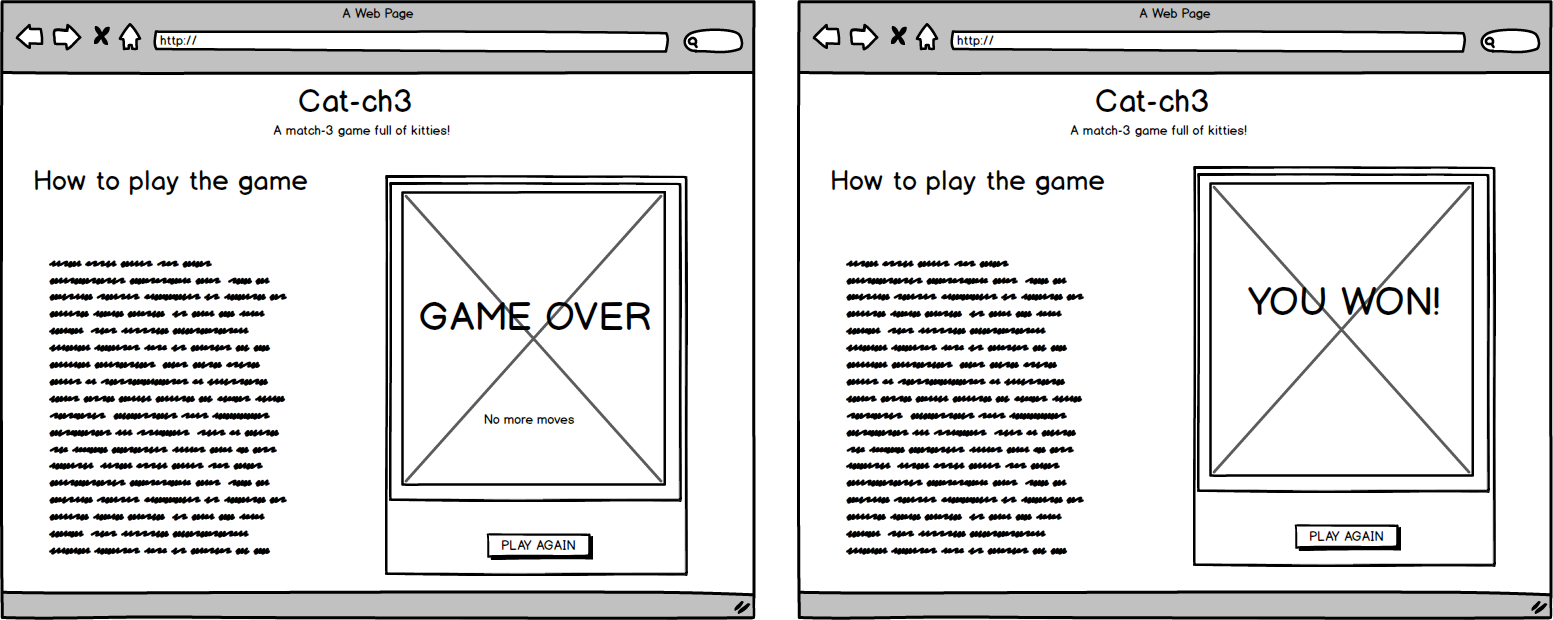 A Web Page
http://
Cat-ch3
A match-3 game full of kitties!
How to play the game
GAME OVER
No more moves
PLAY AGAIN
A Web Page
http://
Cat-ch3
A match-3 game full of kitties!
How to play the game
YOU WON!
PLAY AGAIN